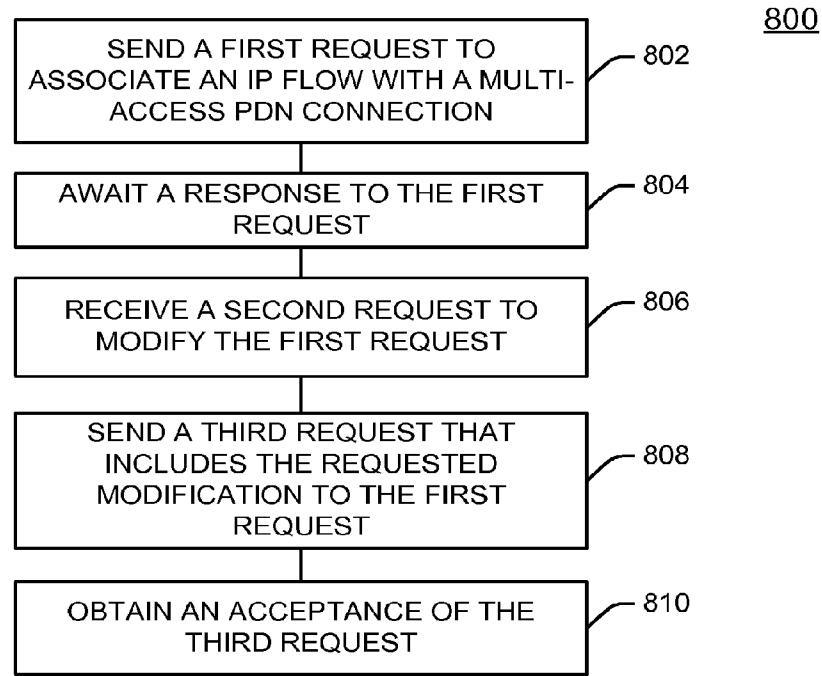 800
SEND A FIRST REQUEST TO
ASSOCIATE AN IP FLOW WITH A MULTI-
ACCESS PDN CONNECTION
802
AWAIT A RESPONSE TO THE FIRST
REQUEST
804
RECEIVE A SECOND REQUEST TO
MODIFY THE FIRST REQUEST
806
SEND A THIRD REQUEST THAT
INCLUDES THE REQUESTED
MODIFICATION TO THE FIRST
REQUEST
808
OBTAIN AN ACCEPTANCE OF THE
THIRD REQUEST
810